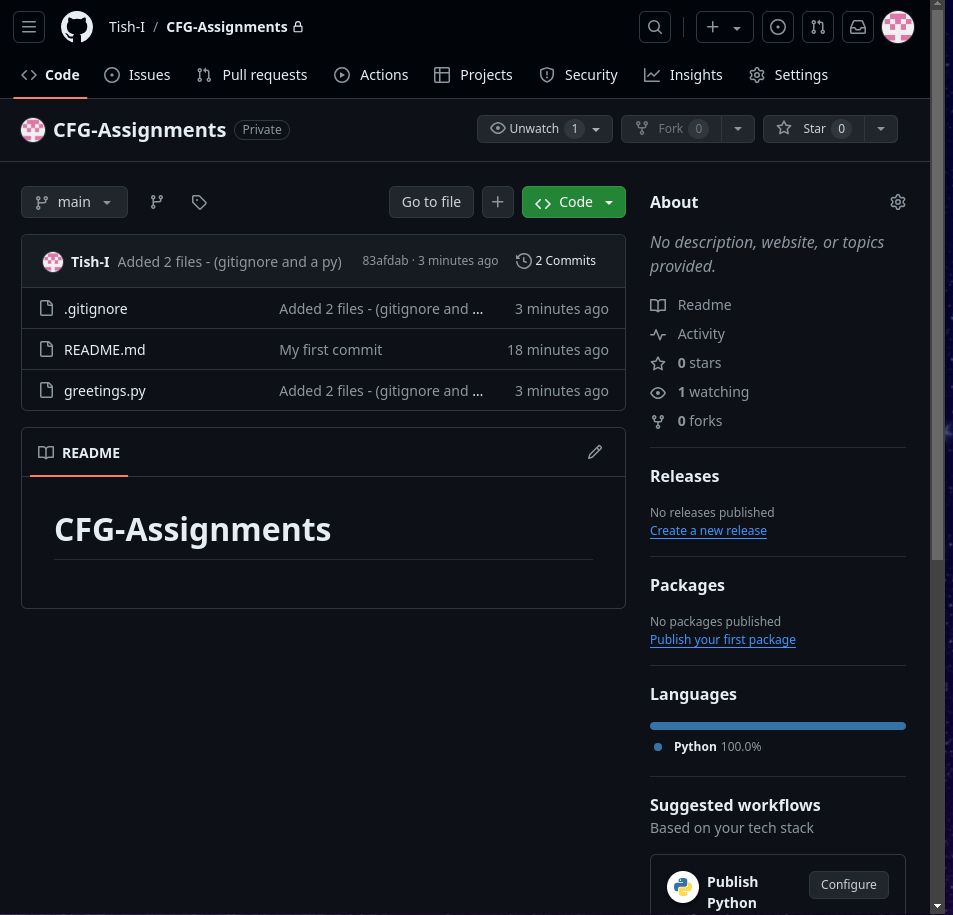 Tish-I / CFG-Assignments
Code Issues Pull requests Actions Projects Security Insights Settings
CFG-Assignments Private Unwatch 1 Fork 0 Star 0
main Go to file Code
Tish-I Added 2 files - (gitignore and a py) 83afdab · 3 minutes ago 2 Commits
.gitignore Added 2 files - (gitignore and ... 3 minutes ago
README.md My first commit 18 minutes ago
greetings.py Added 2 files - (gitignore and ... 3 minutes ago
README
CFG-Assignments
About
No description, website, or topics
provided.
Readme
Activity
0 stars
1 watching
0 forks
Releases
No releases published
Create a new release
Packages
No packages published
Publish your first package
Languages
Python 100.0%
Suggested workflows
Based on your tech stack
Publish
Python
Configure